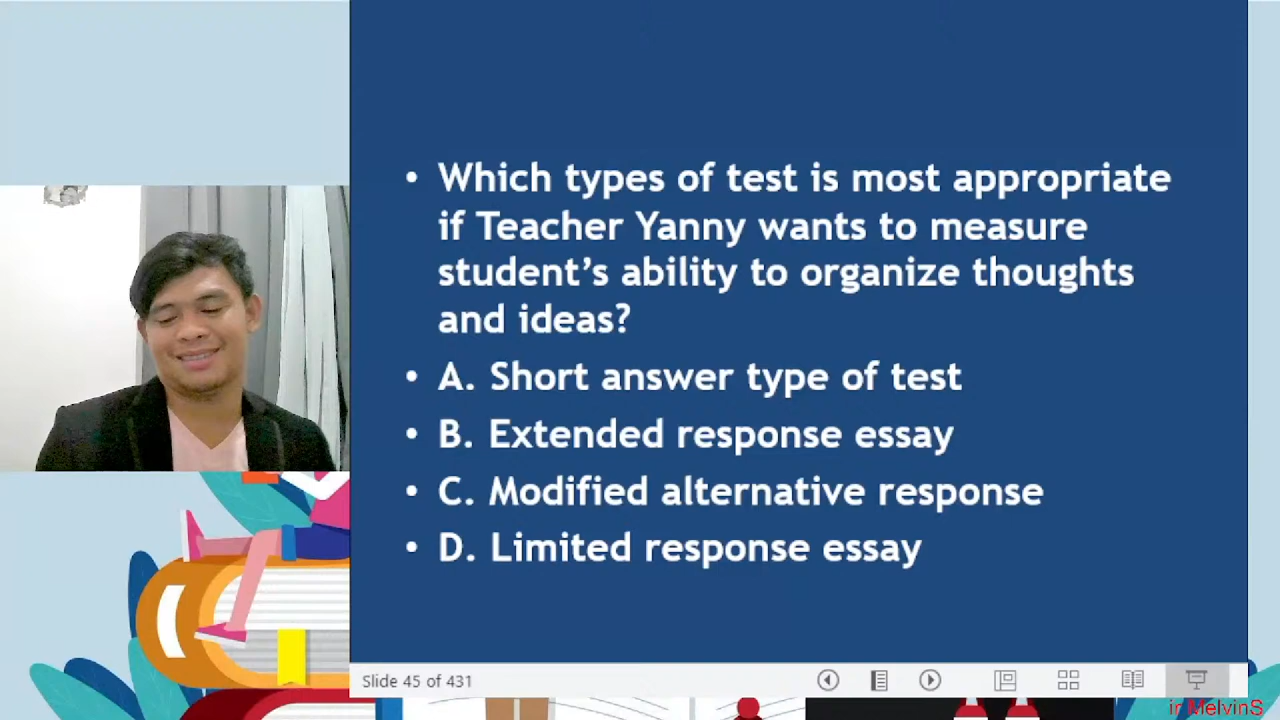 • Which types of test is most appropriate
if Teacher Yanny wants to measure
student's ability to organize thoughts
and ideas?
• A. Short answer type of test
• B. Extended response essay
• C. Modified alternative response
• D. Limited response essay
Slide 45 of 431
in MelvinS